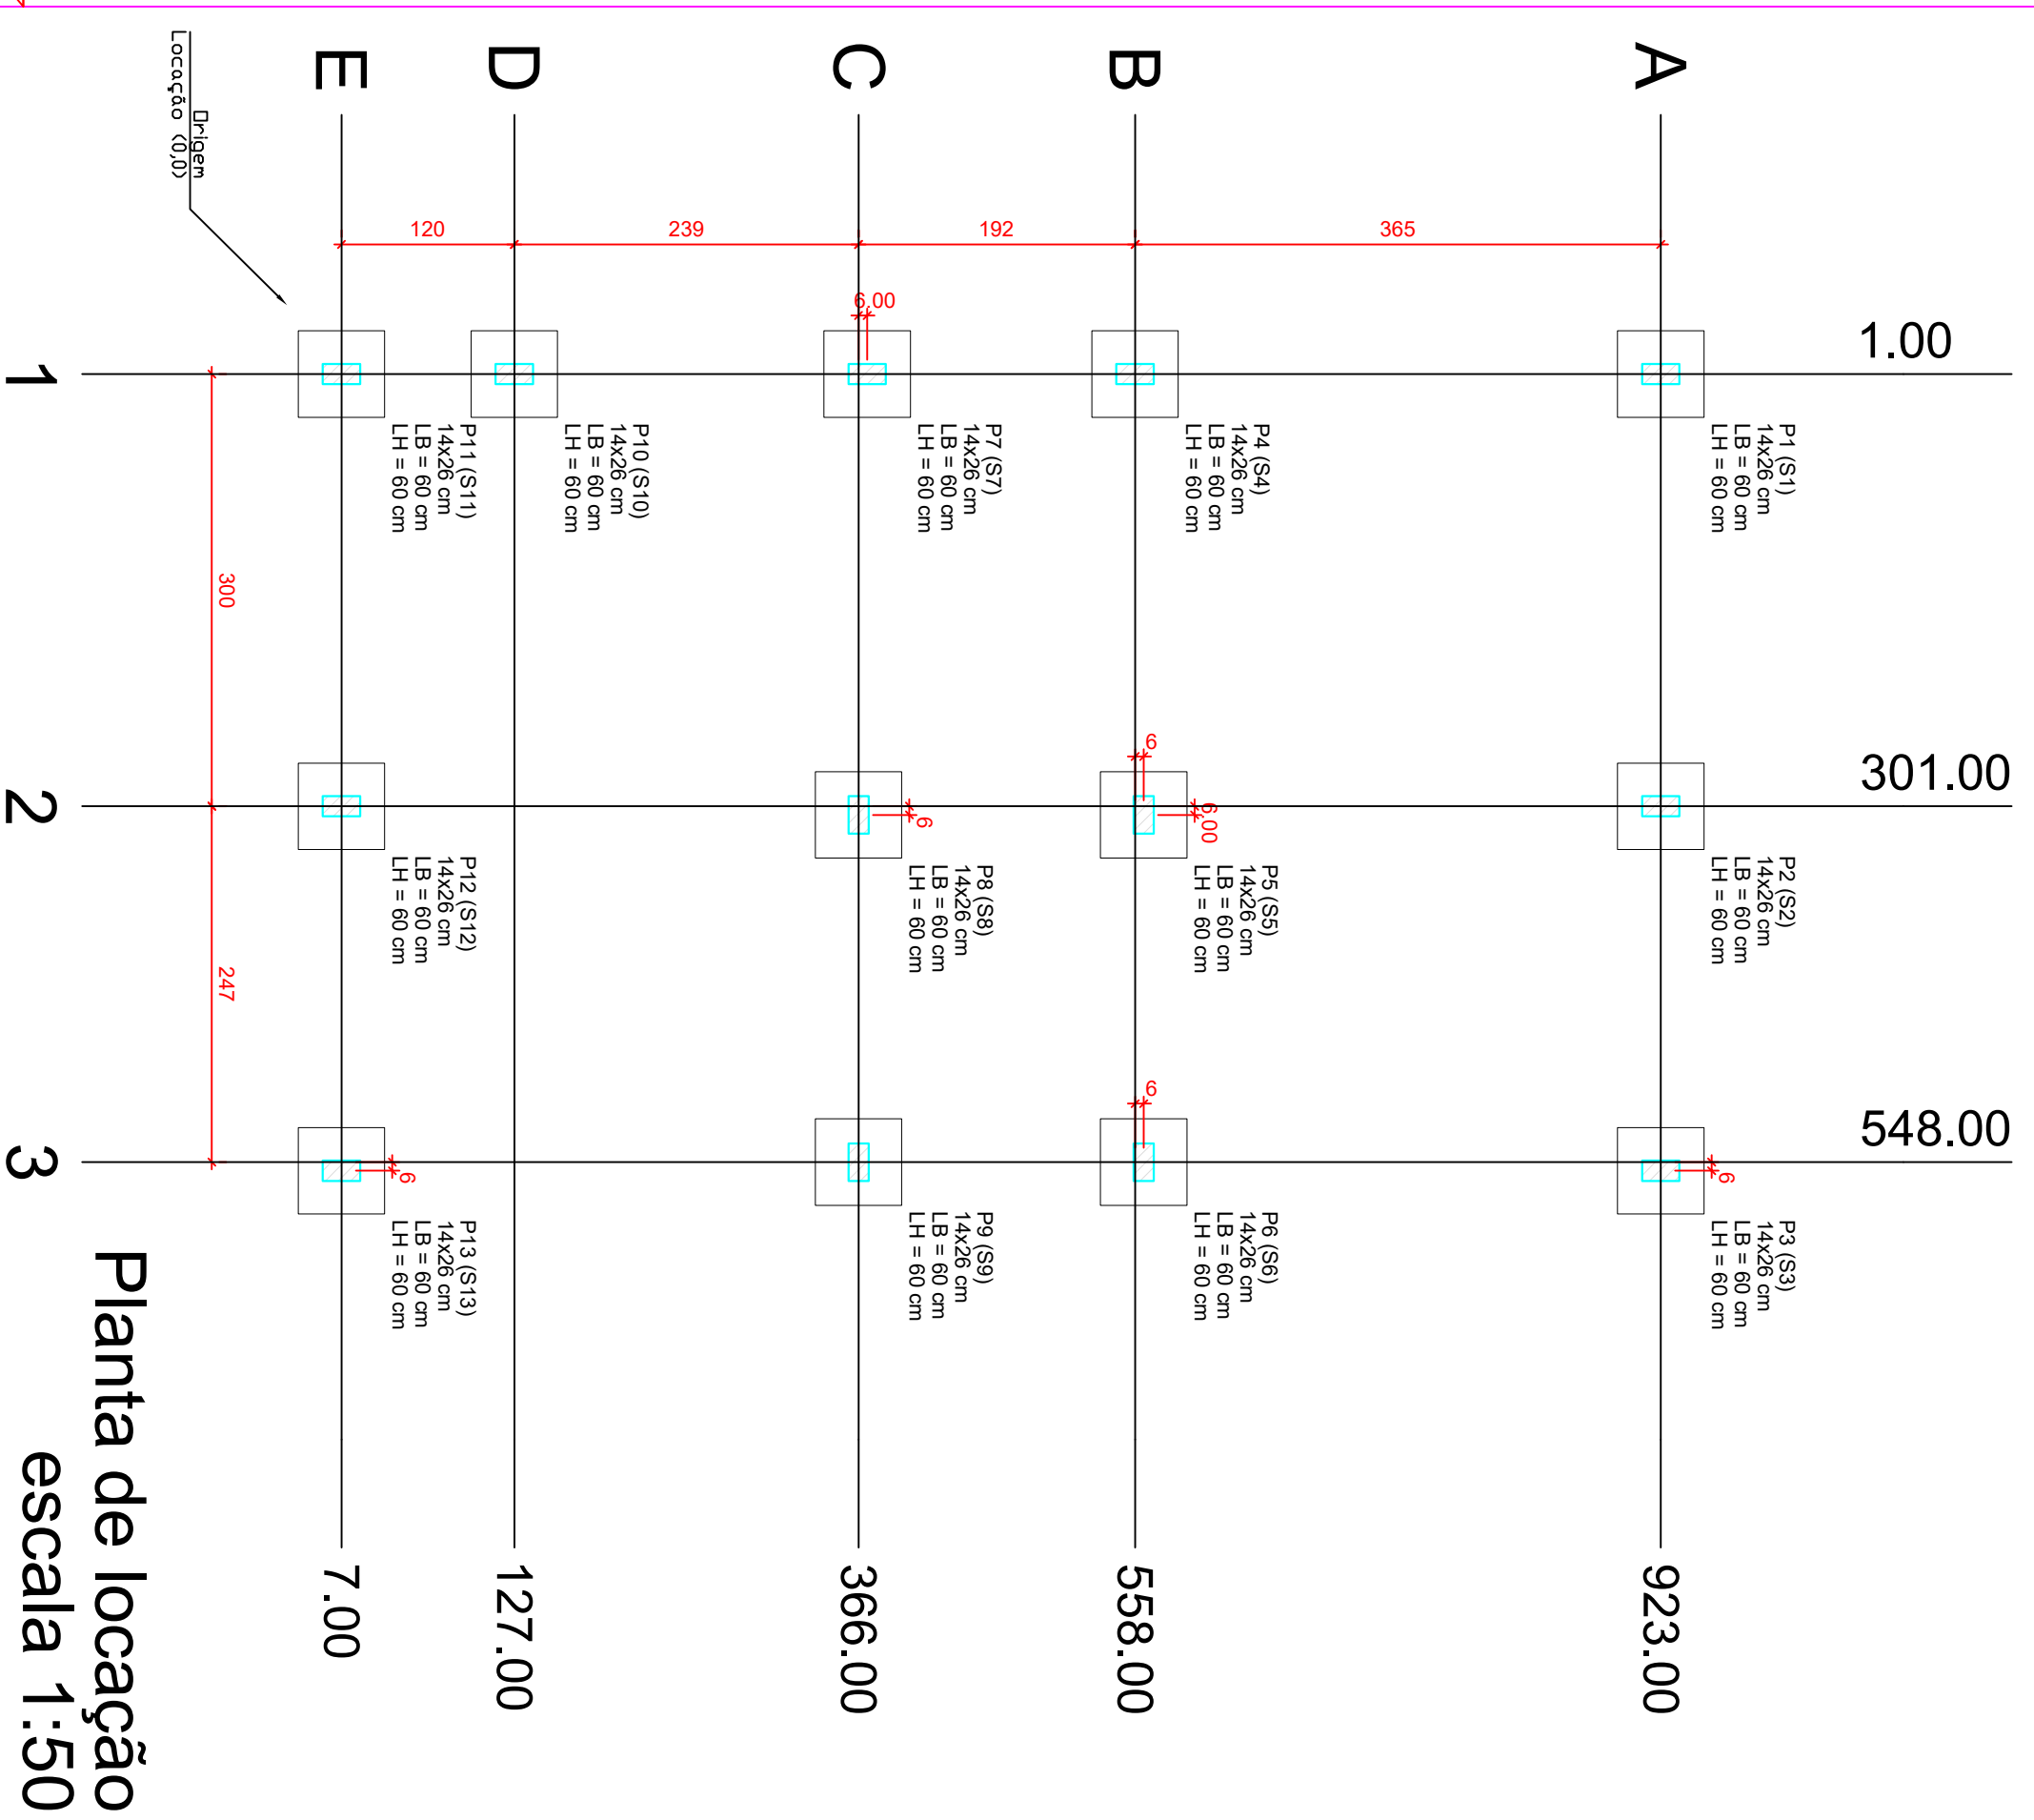 E
D
C
B
A
Origem
Locação (0,0)
120
239
192
365
6.00
1.00
1
P11 (S11)
14x26 cm
LB = 60 cm
LH = 60 cm
P10 (S10)
14x26 cm
LB = 60 cm
LH = 60 cm
P7 (S7)
14x26 cm
LB = 60 cm
LH = 60 cm
P4 (S4)
14x26 cm
LB = 60 cm
LH = 60 cm
P1 (S1)
14x26 cm
LB = 60 cm
LH = 60 cm
300
6
6
6.00
301.00
2
P12 (S12)
14x26 cm
LB = 60 cm
LH = 60 cm
P8 (S8)
14x26 cm
LB = 60 cm
LH = 60 cm
P5 (S5)
14x26 cm
LB = 60 cm
LH = 60 cm
P2 (S2)
14x26 cm
LB = 60 cm
LH = 60 cm
247
6
6
6
548.00
3
P13 (S13)
14x26 cm
LB = 60 cm
LH = 60 cm
P9 (S9)
14x26 cm
LB = 60 cm
LH = 60 cm
P6 (S6)
14x26 cm
LB = 60 cm
LH = 60 cm
P3 (S3)
14x26 cm
LB = 60 cm
LH = 60 cm
7.00
127.00
366.00
558.00
923.00
Planta de locação
escala 1:50